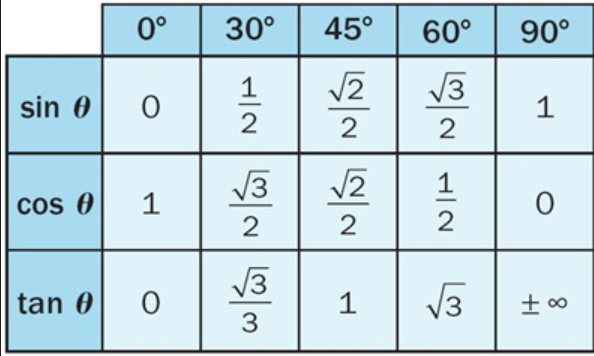 0° 30° 45° 60° 90°
sin θ 0 1/2 √2/2 √3/2 1
cos θ 1 √3/2 √2/2 1/2 0
tan θ 0 √3/3 1 √3 ± ∞